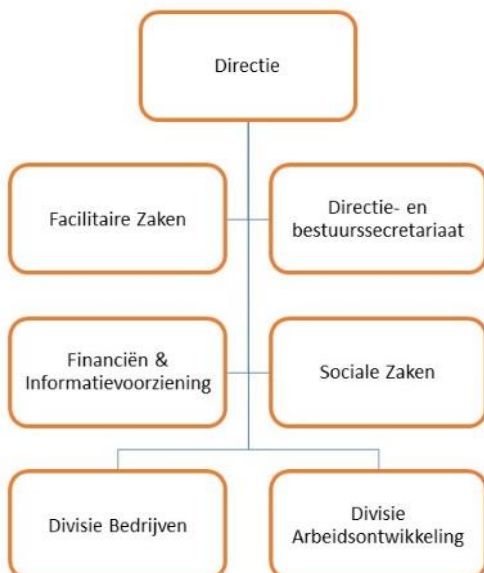 Directie
Facilitaire Zaken
Directie- en
bestuurssecretariaat
Financiën &
Informatievoorziening
Sociale Zaken
Divisie Bedrijven
Divisie
Arbeidsontwikkeling